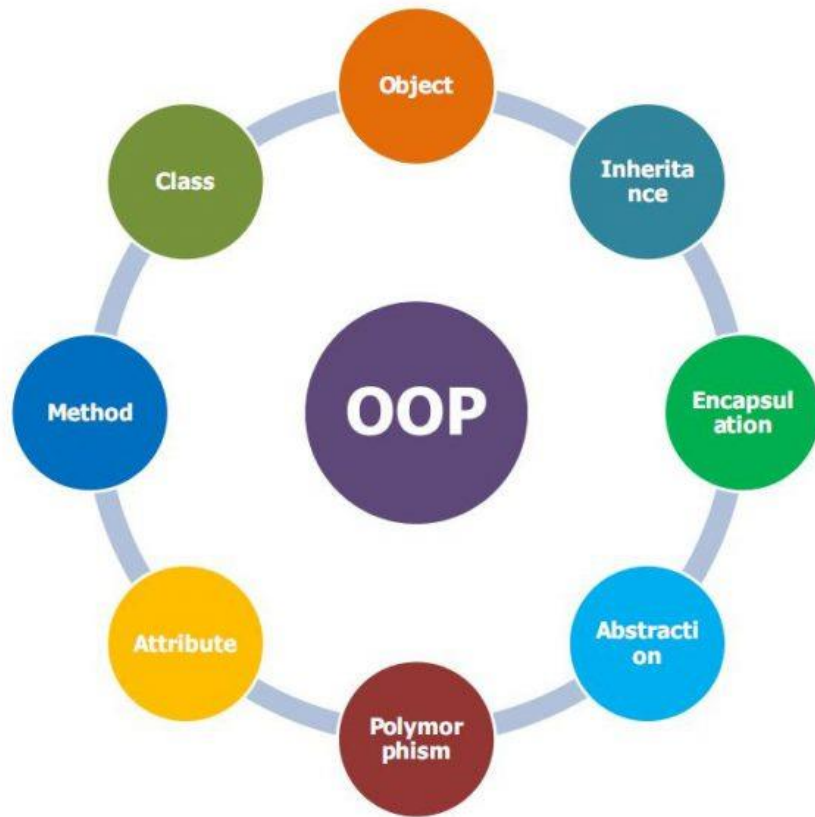 Object
Class
Inherita
nce
Method
OOP
Encapsul
ation
Attribute
Abstracti
on
Polymor
phism